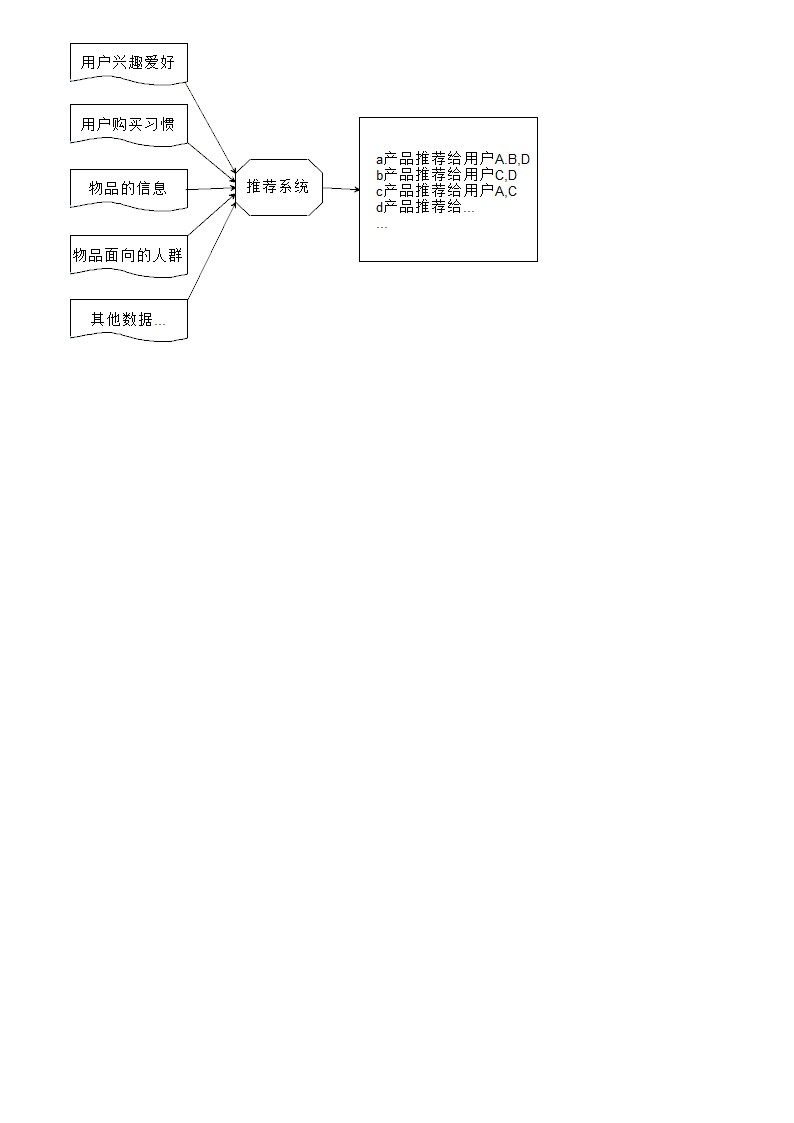 用户兴趣爱好
用户购买习惯
物品的信息
物品面向的人群
其他数据...
推荐系统
a产品推荐给用户A.B,D
b产品推荐给用户C,D
c产品推荐给用户A,C
d产品推荐给...
...